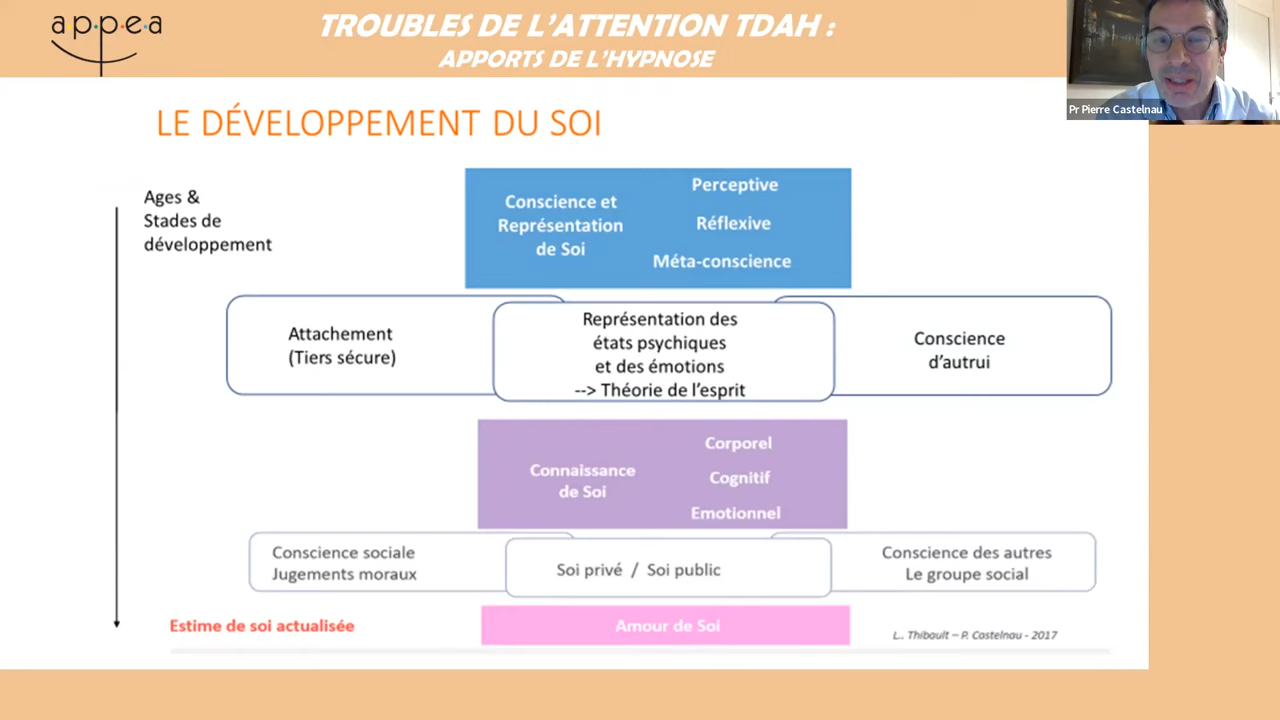 a.p.p.e.a
TROUBLES DE L'ATTENTION TDAH :
APPORTS DE L'HYPNOSE
Pr Pierre Castelnau
LE DÉVELOPPEMENT DU SOI
Ages &
Stades de
développement
Conscience et
Représentation
de Soi
Perceptive
Réflexive
Méta-conscience
Attachement
(Tiers sécure)
Représentation des
états psychiques
et des émotions
--> Théorie de l'esprit
Conscience
d'autrui
Connaissance
de Soi
Corporel
Cognitif
Emotionnel
Conscience sociale
Jugements moraux
Soi privé / Soi public
Conscience des autres
Le groupe social
Estime de soi actualisée
Amour de Soi
L.. Thibault – P. Castelnau - 2017